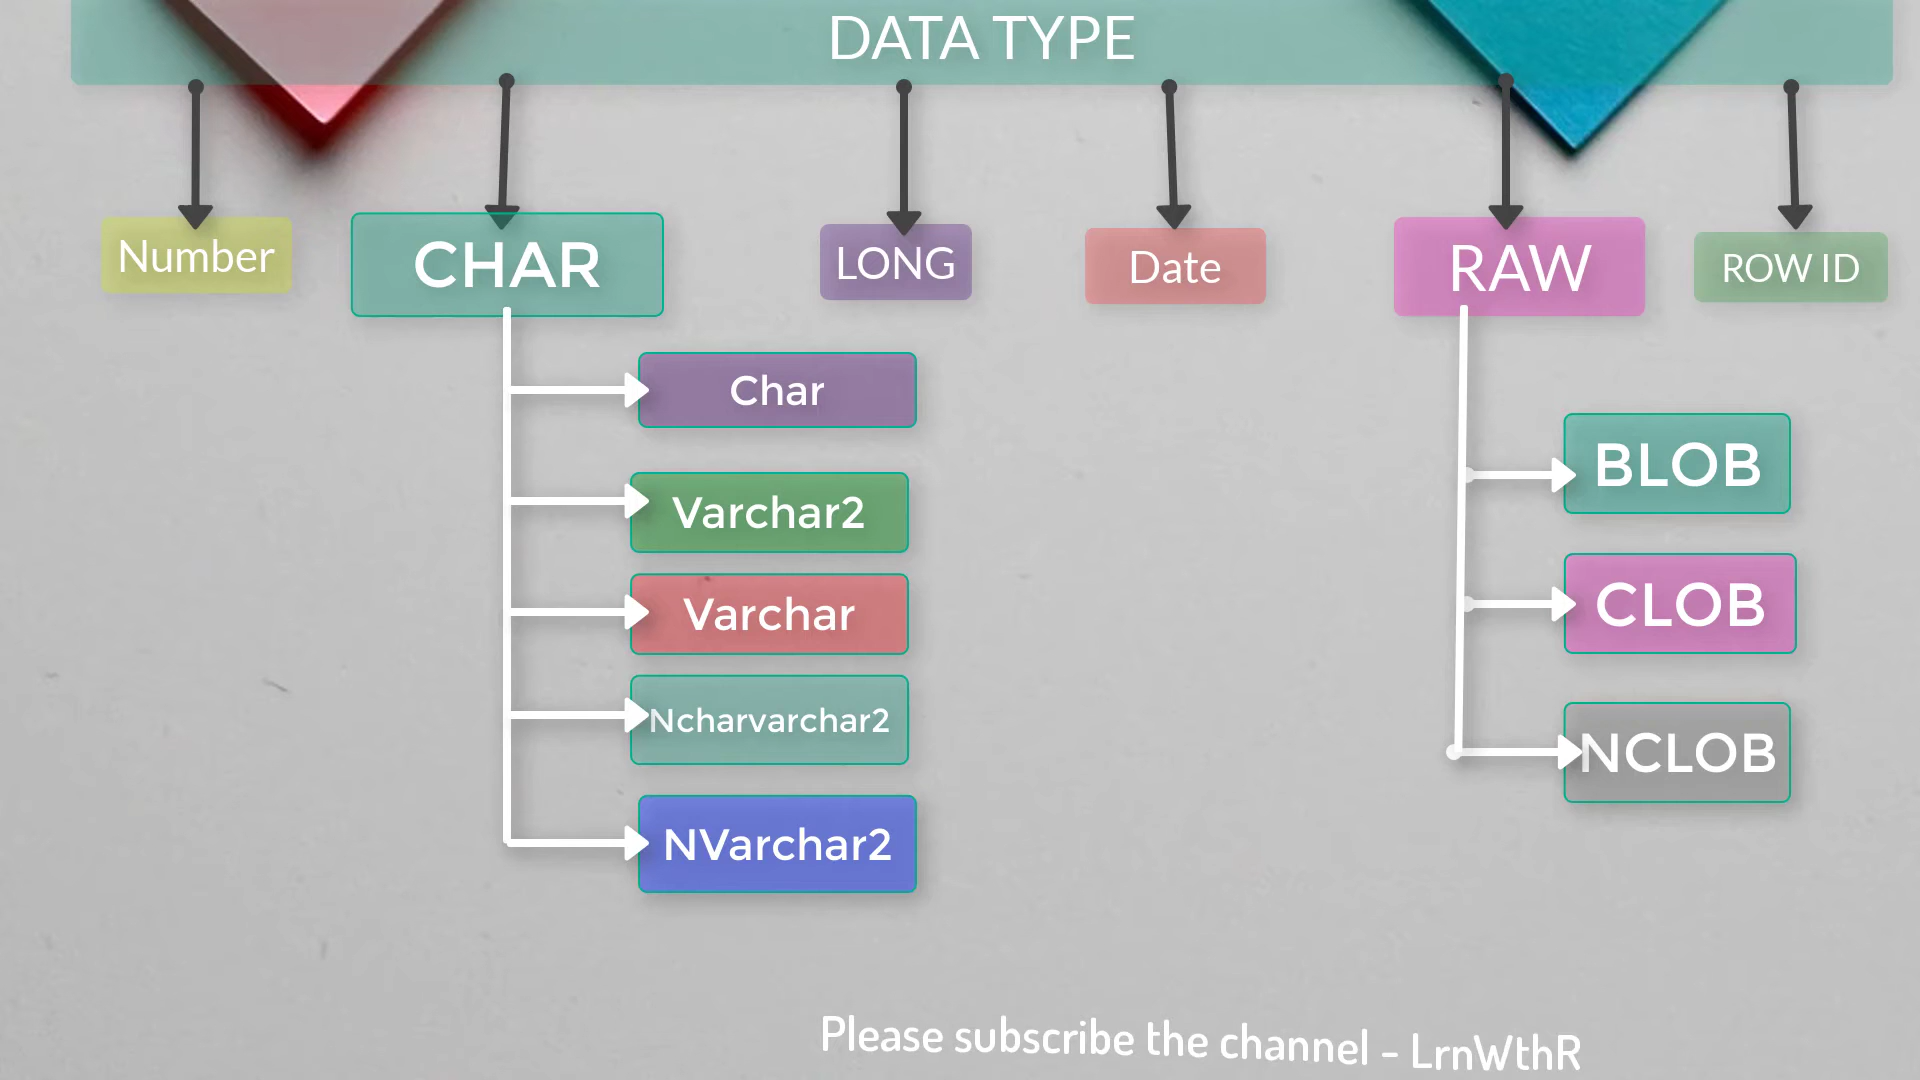 DATA TYPE
Number
CHAR
LONG
Date
RAW
ROW ID
Char
Varchar2
Varchar
Ncharvarchar2
NVarchar2
BLOB
CLOB
NCLOB
Please subscribe the channel - LrnWthR